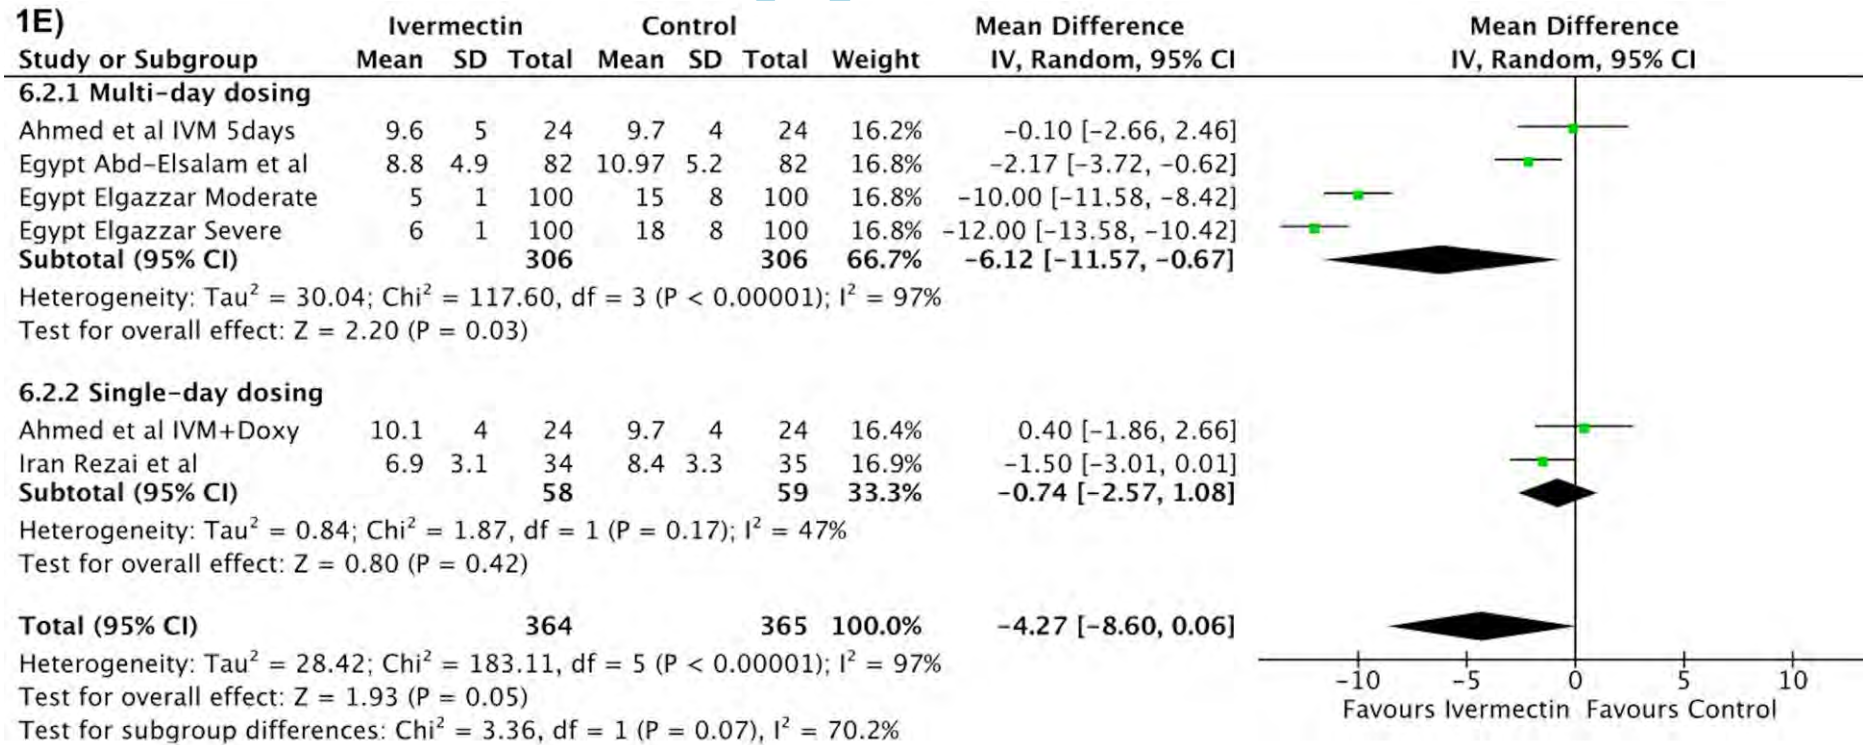 1E)
Ivermectin Control Mean Difference Mean Difference
Study or Subgroup Mean SD Total Mean SD Total Weight IV, Random, 95% CI IV, Random, 95% CI
6.2.1 Multi-day dosing
Ahmed et al IVM 5days 9.6 5 24 9.7 4 24 16.2% -0.10 [-2.66, 2.46]
Egypt Abd-Elsalam et al 8.8 4.9 82 10.97 5.2 82 16.8% -2.17 [-3.72, -0.62]
Egypt Elgazzar Moderate 5 1 100 15 8 100 16.8% -10.00 [-11.58, -8.42]
Egypt Elgazzar Severe 6 1 100 18 8 100 16.8% -12.00 [-13.58, -10.42]
Subtotal (95% CI) 306 306 66.7% -6.12 [-11.57, -0.67]
Heterogeneity: Tau² = 30.04; Chi² = 117.60, df = 3 (P < 0.00001); I² = 97%
Test for overall effect: Z = 2.20 (P = 0.03)
6.2.2 Single-day dosing
Ahmed et al IVM+Doxy 10.1 4 24 9.7 4 24 16.4% 0.40 [-1.86, 2.66]
Iran Rezai et al 6.9 3.1 34 8.4 3.3 35 16.9% -1.50 [-3.01, 0.01]
Subtotal (95% CI) 58 59 33.3% -0.74 [-2.57, 1.08]
Heterogeneity: Tau² = 0.84; Chi² = 1.87, df = 1 (P = 0.17); I² = 47%
Test for overall effect: Z = 0.80 (P = 0.42)
Total (95% CI) 364 365 100.0% -4.27 [-8.60, 0.06]
Heterogeneity: Tau² = 28.42; Chi² = 183.11, df = 5 (P < 0.00001); I² = 97%
Test for overall effect: Z = 1.93 (P = 0.05)
Test for subgroup differences: Chi² = 3.36, df = 1 (P = 0.07), I² = 70.2%
-10 -5 0 5 10
Favours Ivermectin Favours Control